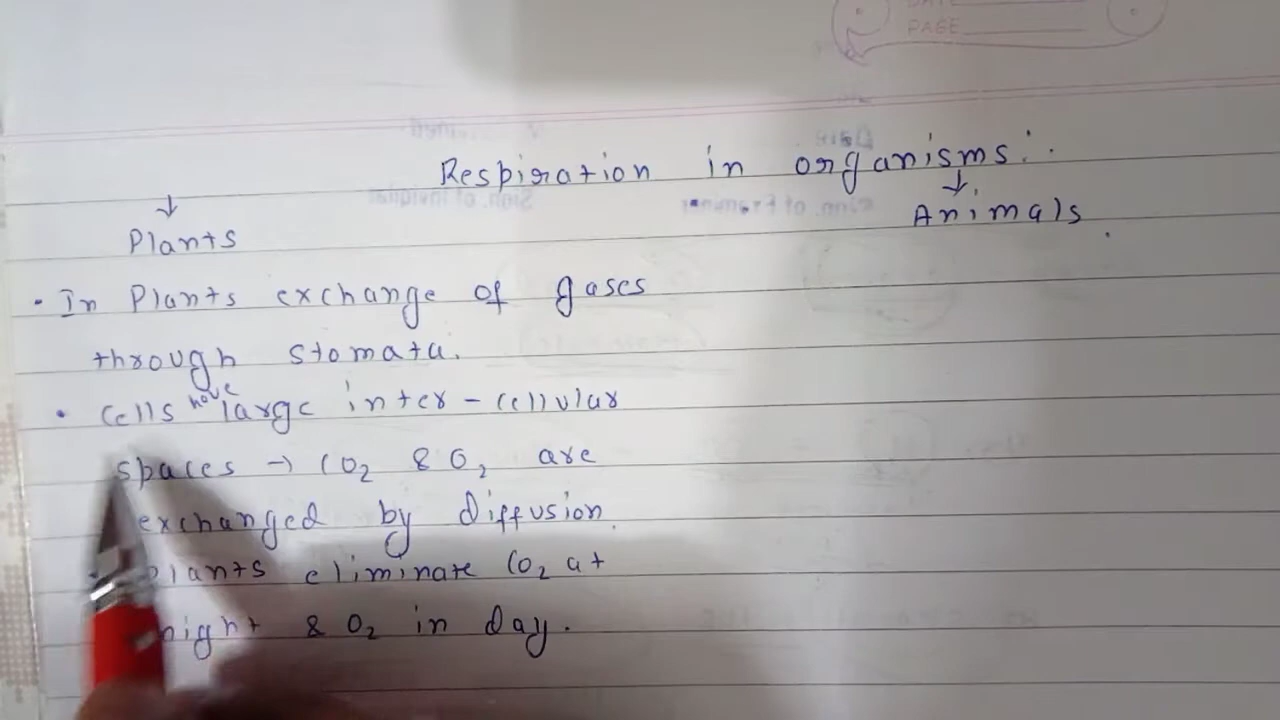 PAGE
Respiration in organisms:
↓ ↓
Plants Animals.
• In Plants exchange of gases
through stomata.
• Cells have large inter-cellular
spaces → CO2 & O2 are
exchanged by diffusion.
Plants eliminate CO2 at
night & O2 in day.